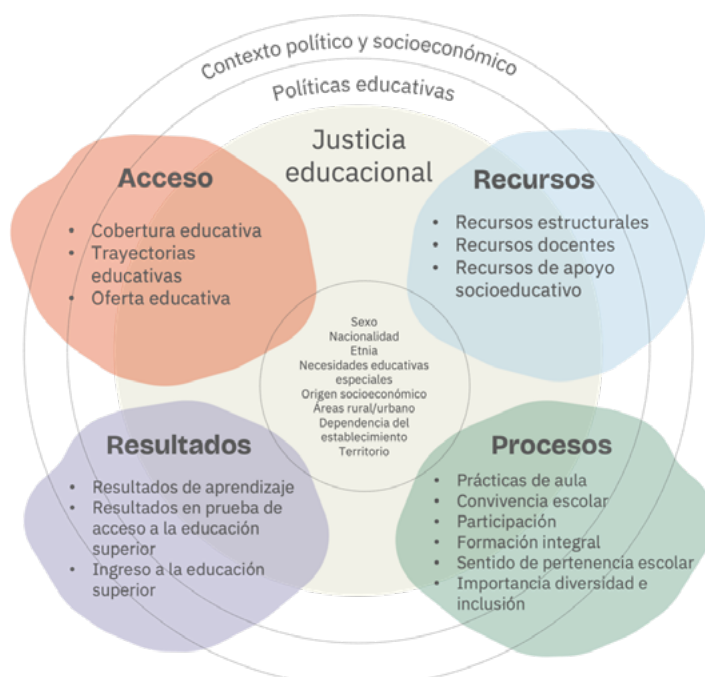 Contexto político y socioeconómico
Políticas educativas
Justicia
educacional
Acceso
• Cobertura educativa
• Trayectorias
educativas
• Oferta educativa
Recursos
• Recursos estructurales
• Recursos docentes
• Recursos de apoyo
socioeducativo
Sexo
Nacionalidad
Etnia
Necesidades educativas
especiales
Origen socioeconómico
Áreas rural/urbano
Dependencia del
establecimiento
Territorio
Resultados
• Resultados de aprendizaje
• Resultados en prueba de
acceso a la educación
superior
• Ingreso a la educación
superior
Procesos
• Prácticas de aula
• Convivencia escolar
• Participación
• Formación integral
• Sentido de pertenencia escolar
• Importancia diversidad e
inclusión